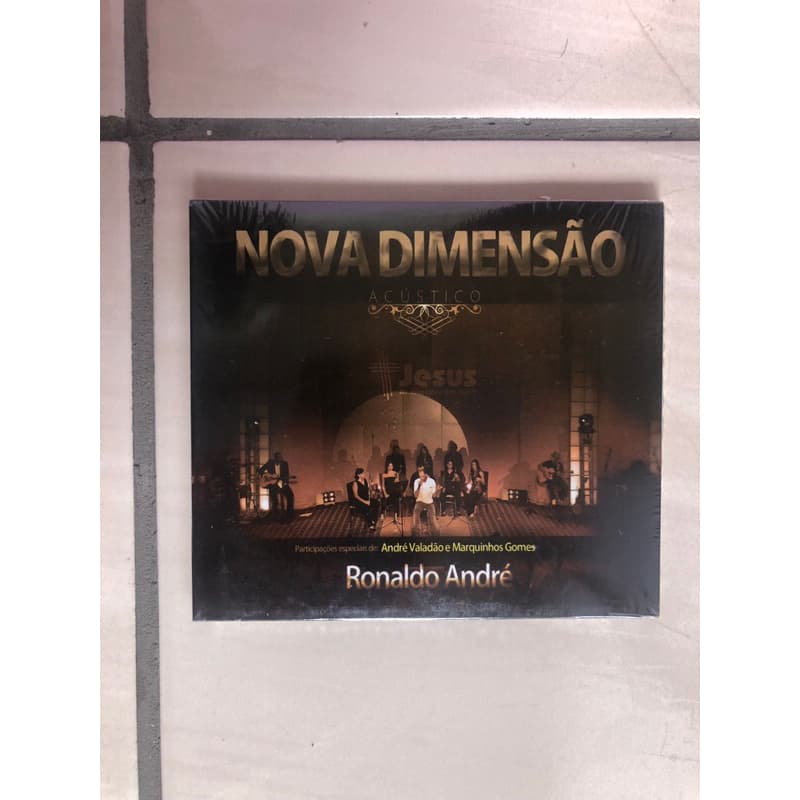 NOVA DIMENSÃO
ACÚSTICO
Jesus
Participações especiais de: André Valadão e Marquinhos Gomes
Ronaldo André